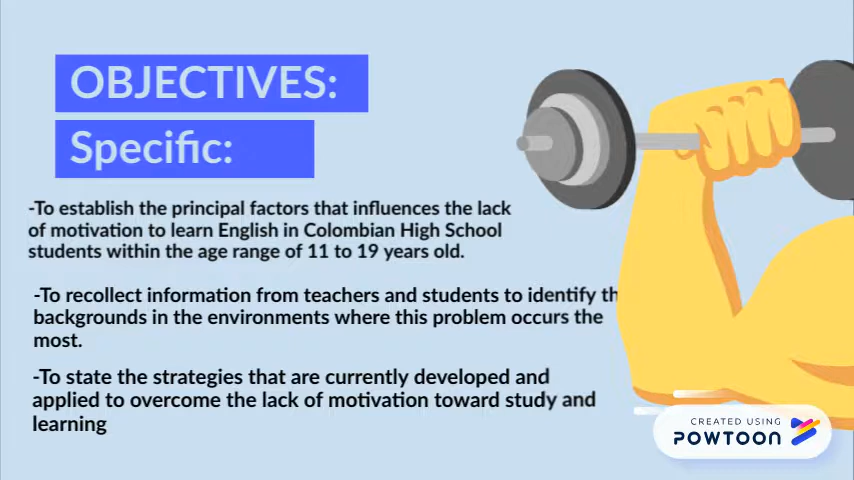 OBJECTIVES:
Specific:
-To establish the principal factors that influences the lack
of motivation to learn English in Colombian High School
students within the age range of 11 to 19 years old.
-To recollect information from teachers and students to identify th
backgrounds in the environments where this problem occurs the
most.
-To state the strategies that are currently developed and
applied to overcome the lack of motivation toward study and
learning
CREATED USING
POWTOON